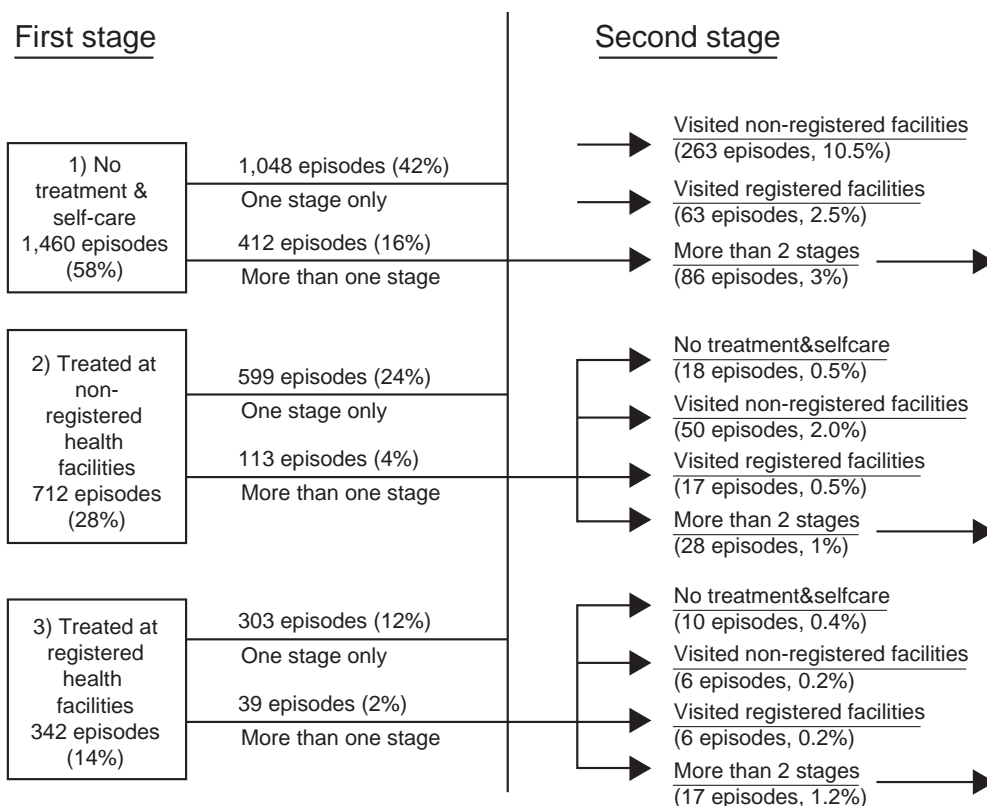 First stage
Second stage
1) No
treatment &
self-care
1,460 episodes
(58%)
1,048 episodes (42%)
One stage only
412 episodes (16%)
More than one stage
Visited non-registered facilities
(263 episodes, 10.5%)
Visited registered facilities
(63 episodes, 2.5%)
More than 2 stages
(86 episodes, 3%)
2) Treated at
non-
registered
health
facilities
712 episodes
(28%)
599 episodes (24%)
One stage only
113 episodes (4%)
More than one stage
No treatment&selfcare
(18 episodes, 0.5%)
Visited non-registered facilities
(50 episodes, 2.0%)
Visited registered facilities
(17 episodes, 0.5%)
More than 2 stages
(28 episodes, 1%)
3) Treated at
registered
health
facilities
342 episodes
(14%)
303 episodes (12%)
One stage only
39 episodes (2%)
More than one stage
No treatment&selfcare
(10 episodes, 0.4%)
Visited non-registered facilities
(6 episodes, 0.2%)
Visited registered facilities
(6 episodes, 0.2%)
More than 2 stages
(17 episodes, 1.2%)